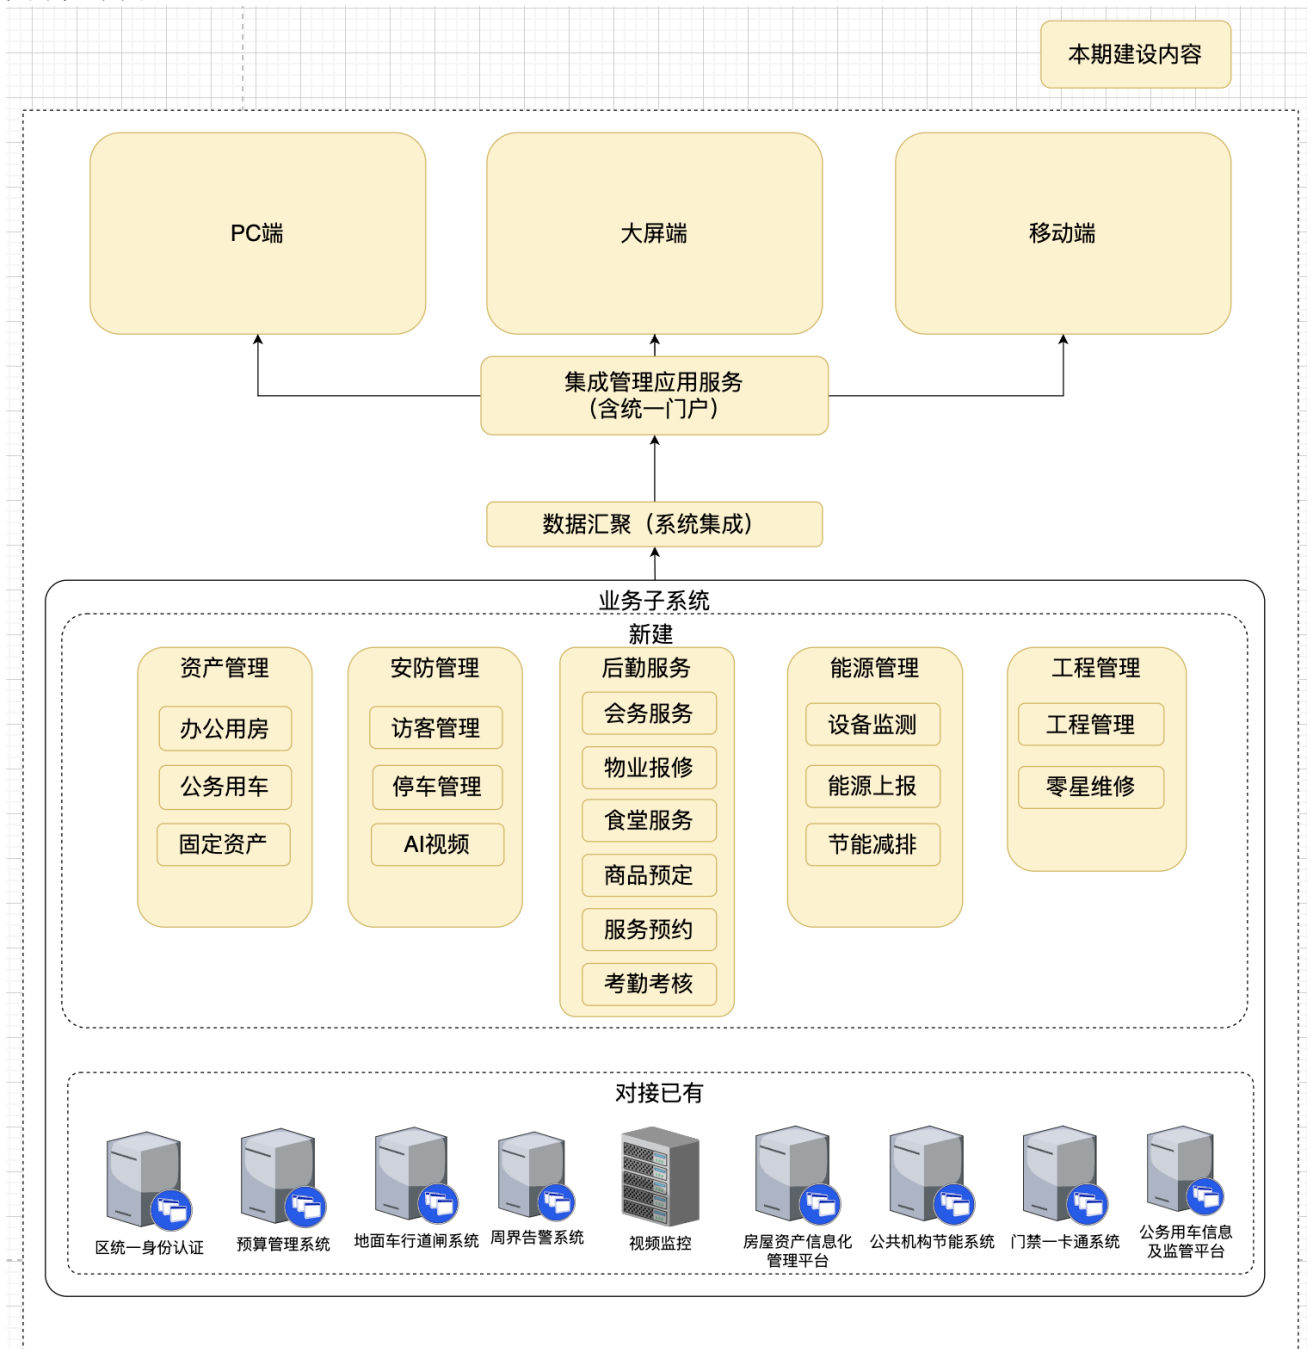 本期建设内容
PC端
大屏端
移动端
集成管理应用服务
（含统一门户）
数据汇聚（系统集成）
业务子系统
新建
资产管理
办公用房
公务用车
固定资产
安防管理
访客管理
停车管理
AI视频
后勤服务
会务服务
物业报修
食堂服务
商品预定
服务预约
考勤考核
能源管理
设备监测
能源上报
节能减排
工程管理
工程管理
零星维修
对接已有
区统一身份认证
预算管理系统
地面车行道闸系统
周界告警系统
视频监控
房屋资产信息化
管理平台
公共机构节能系统
门禁一卡通系统
公务用车信息
及监管平台